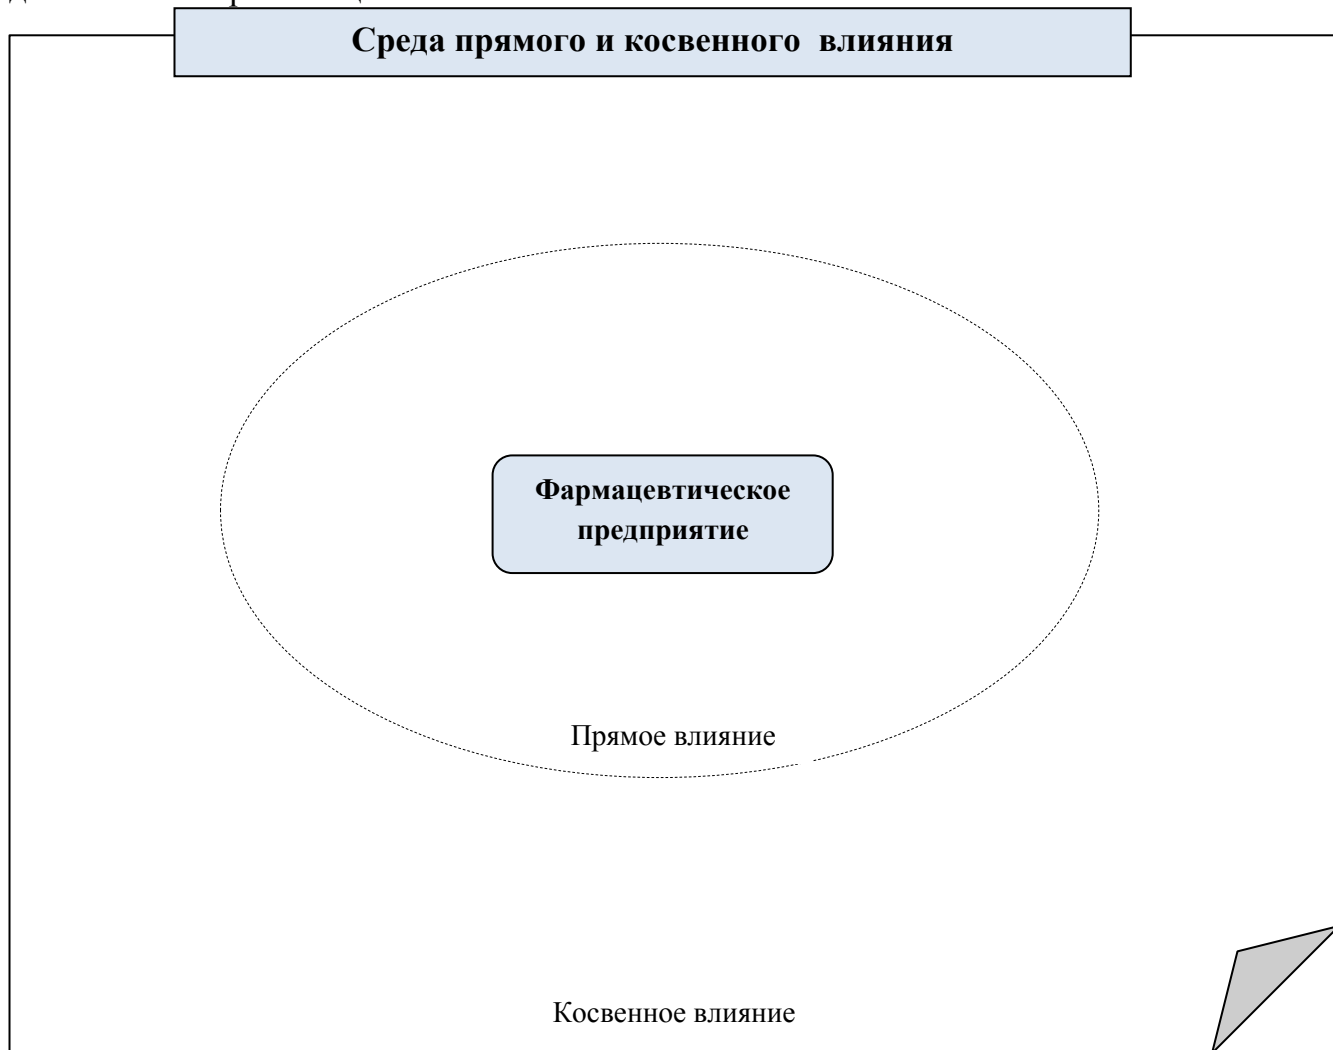 Среда прямого и косвенного влияния
Фармацевтическое
предприятие
Прямое влияние
Косвенное влияние